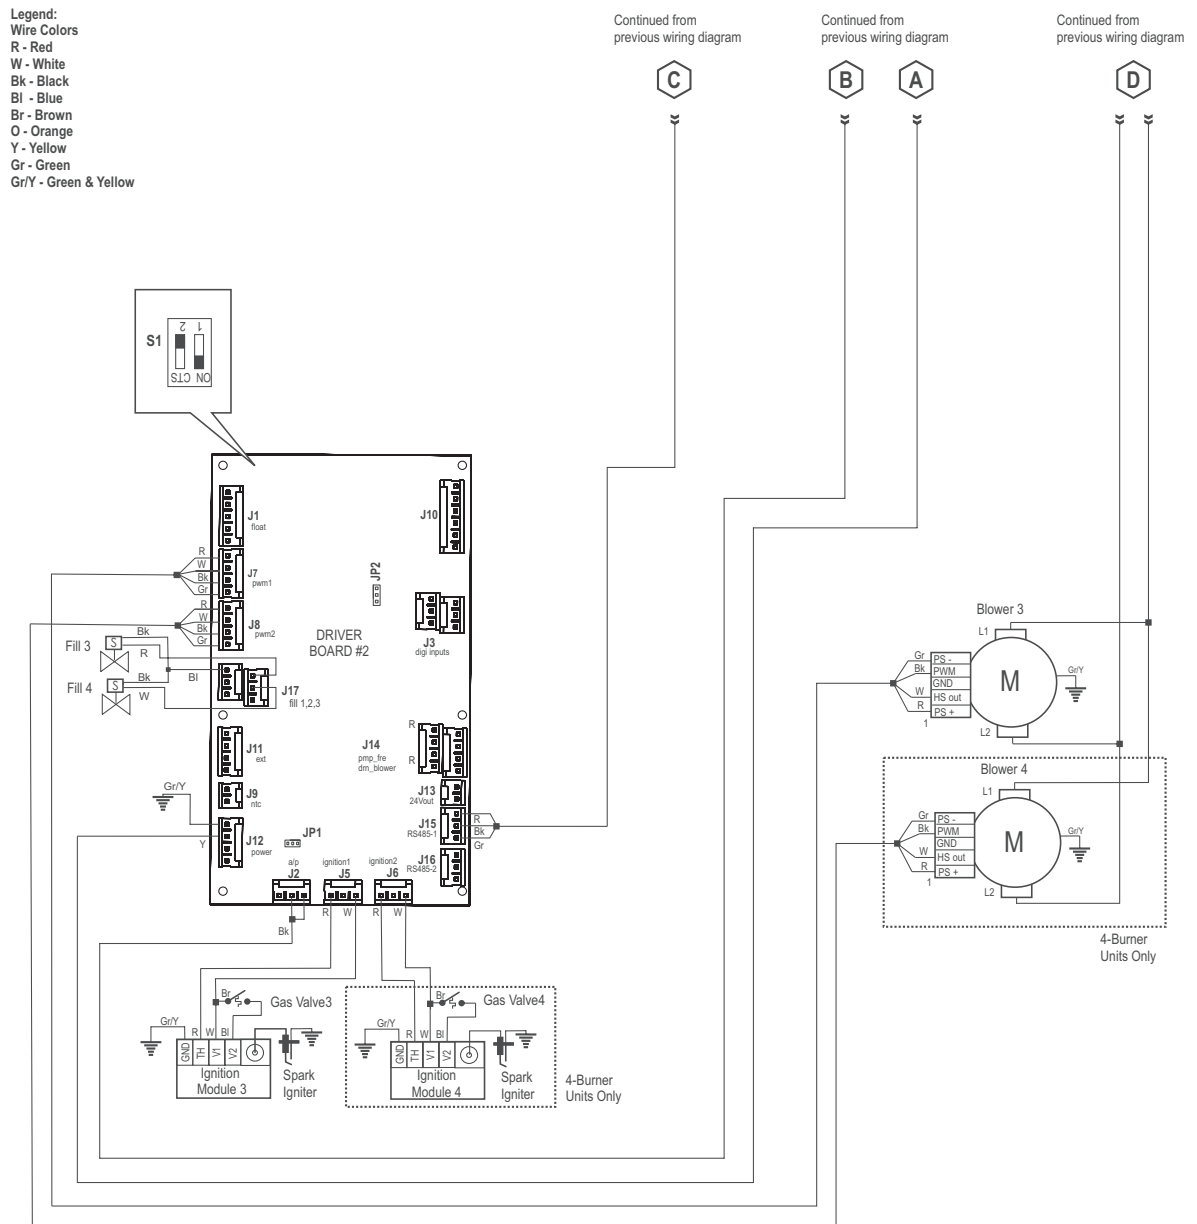 Legend:
Wire Colors
R - Red
W - White
Bk - Black
Bl - Blue
Br - Brown
O - Orange
Y - Yellow
Gr - Green
Gr/Y - Green & Yellow
Continued from
previous wiring diagram
C
Continued from
previous wiring diagram
B
A
Continued from
previous wiring diagram
D
S1
2 1
CTS ON
J1
float
J10
R
W
Bk
Gr
J7
pwm1
JP2
R
W
Bk
Gr
J8
pwm2
DRIVER
BOARD #2
J3
digi inputs
Fill 3
S
Bk
R
Fill 4
S
Bk
W
Bl
J17
fill 1,2,3
J11
ext
J14
pmp_fre
drn_blower
R
R
J9
ntc
J13
24Vout
Gr/Y
Y
J12
power
JP1
J15
RS485-1
R
Bk
Gr
J16
RS485-2
a/p
J2
ignition1
J5
ignition2
J6
Bk
R W
R W
Blower 3
L1
Gr
Bk
W
R
1
PS -
PWM
GND
HS out
PS +
M
Gr/Y
L2
Blower 4
L1
Gr
Bk
W
R
1
PS -
PWM
GND
HS out
PS +
M
Gr/Y
L2
4-Burner
Units Only
Br
Gas Valve3
Gr/Y
R W Bl
GND TH V1 V2
Ignition
Module 3
Spark
Igniter
Br
Gas Valve4
Gr/Y
R W Bl
GND TH V1 V2
Ignition
Module 4
Spark
Igniter
4-Burner
Units Only